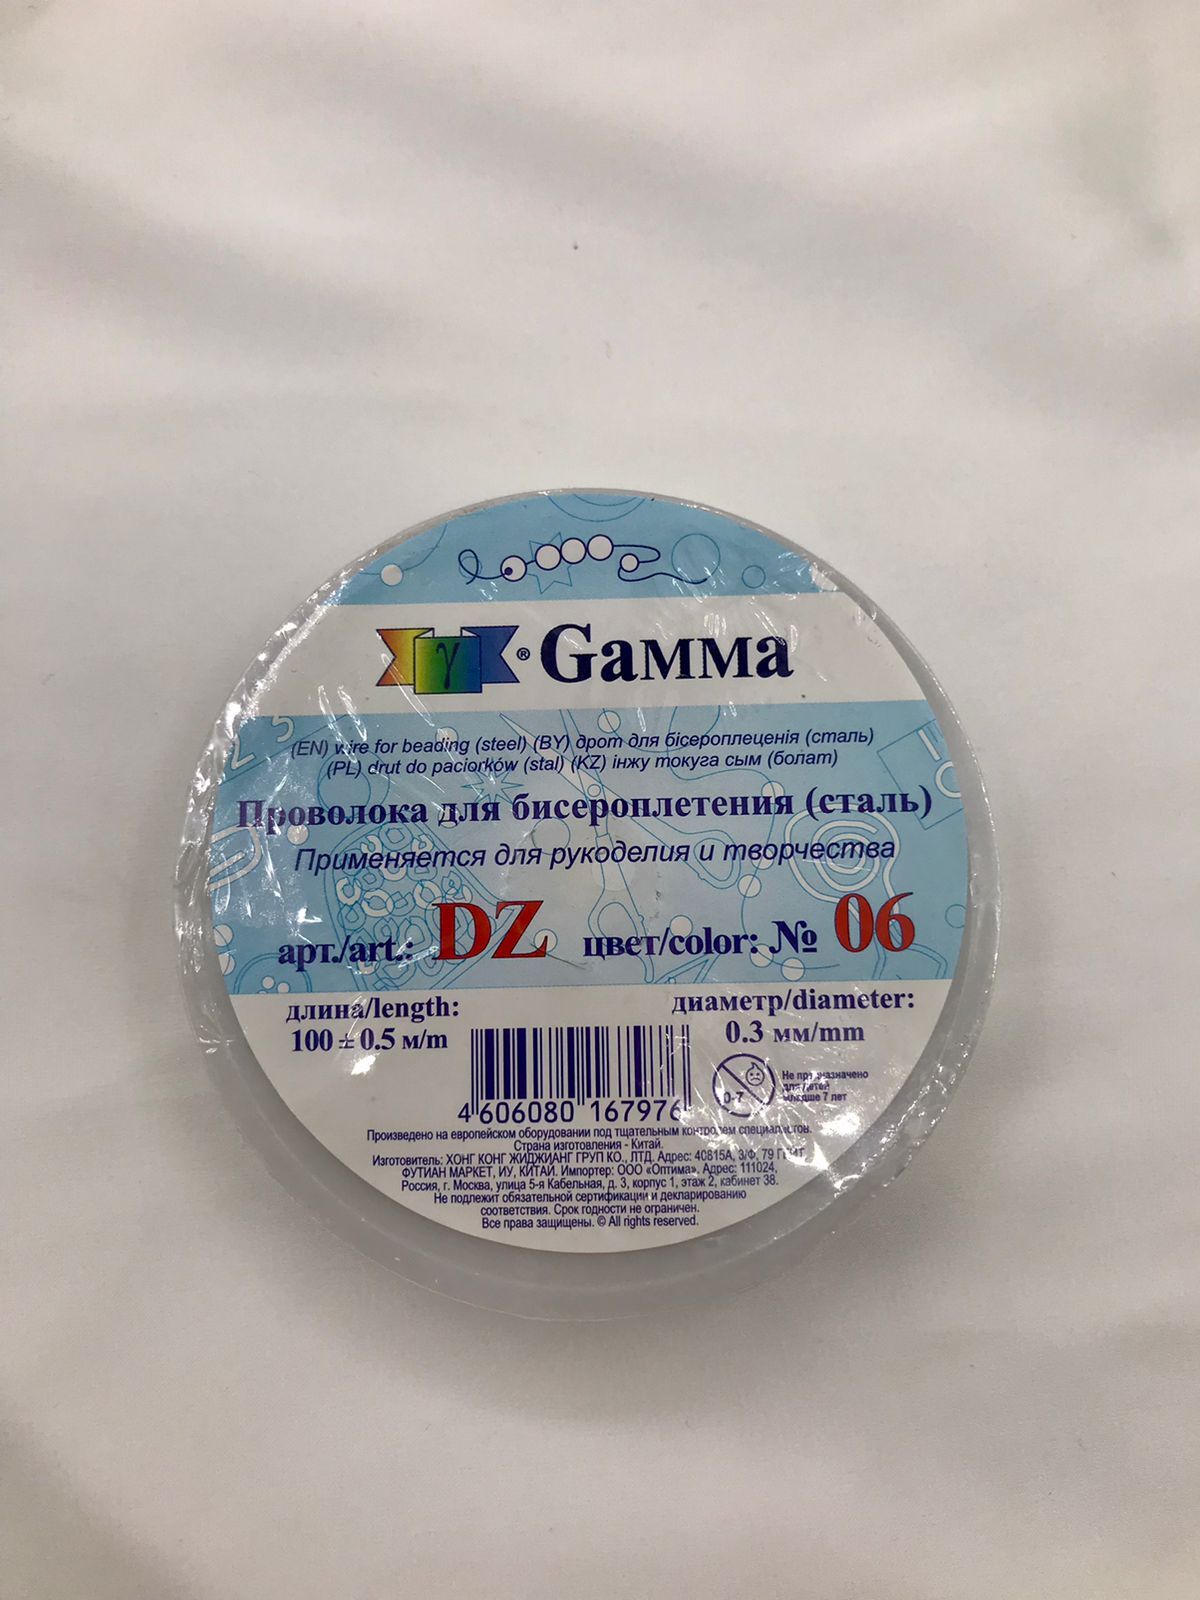 γ ® Gамма
(EN) wire for beading (steel) (BY) дрот для бісероплецення (сталь)
(PL) drut do paciorków (stal) (KZ) інжу токуга сым (болат)
Проволока для бисероплетения (сталь)
Применяется для рукоделия и творчества
арт./art.: DZ цвет/color: № 06
длина/length:
100 ± 0.5 м/m
диаметр/diameter:
0.3 мм/mm
0-7
Не предназначено
для детей
младше 7 лет
4 606080 167976
Произведено на европейском оборудовании под тщательным контролем специалистов.
Страна изготовления - Китай.
Изготовитель: ХОНГ КОНГ ЖИДЖИАНГ ГРУП КО., ЛТД. Адрес: 40815A, 3/Ф, 79
ФУТИАН МАРКЕТ, ИУ, КИТАЙ. Импортер: ООО «Оптима». Адрес: 111024,
Россия, г. Москва, улица 5-я Кабельная, д. 3, корпус 1, этаж 2, кабинет 38.
Не подлежит обязательной сертификации и декларированию
соответствия. Срок годности не ограничен.
Все права защищены. © All rights reserved.